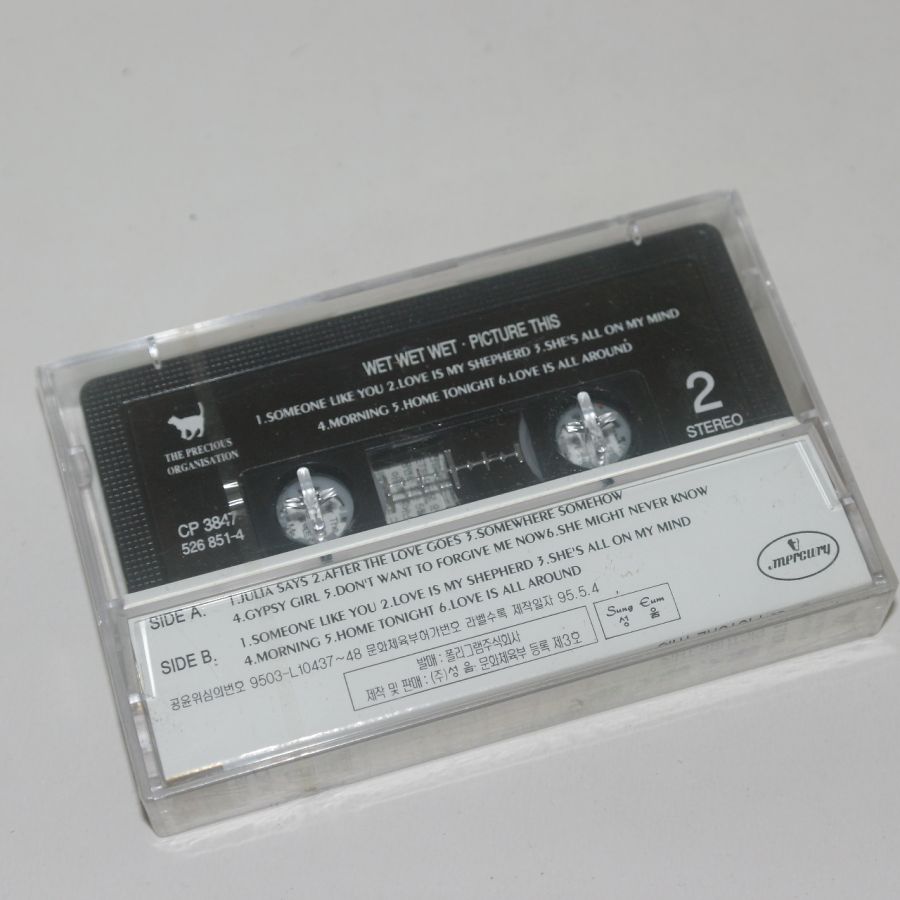 WET WET WET · PICTURE THIS
1.SOMEONE LIKE YOU 2.LOVE IS MY SHEPHERD 3.SHE'S ALL ON MY MIND
4.MORNING 5.HOME TONIGHT 6.LOVE IS ALL AROUND
THE PRECIOUS
ORGANISATION
2
STEREO
CP 3847
526 851-4
SIDE A.
1.JULIA SAYS 2.AFTER THE LOVE GOES 3.SOMEWHERE SOMEHOW
4.GYPSY GIRL 5.DON'T WANT TO FORGIVE ME NOW6.SHE MIGHT NEVER KNOW
SIDE B.
1.SOMEONE LIKE YOU 2.LOVE IS MY SHEPHERD 3.SHE'S ALL ON MY MIND
4.MORNING 5.HOME TONIGHT 6.LOVE IS ALL AROUND
mercury
공윤위심의번호 9503-L10437~48 문화체육부허가번호 라벨수록 제작일자 95.5.4
발매 : 폴리그램주식회사
제작 및 판매 : (주)성 음 문화체육부 등록 제3호
Sung Eum
성 음